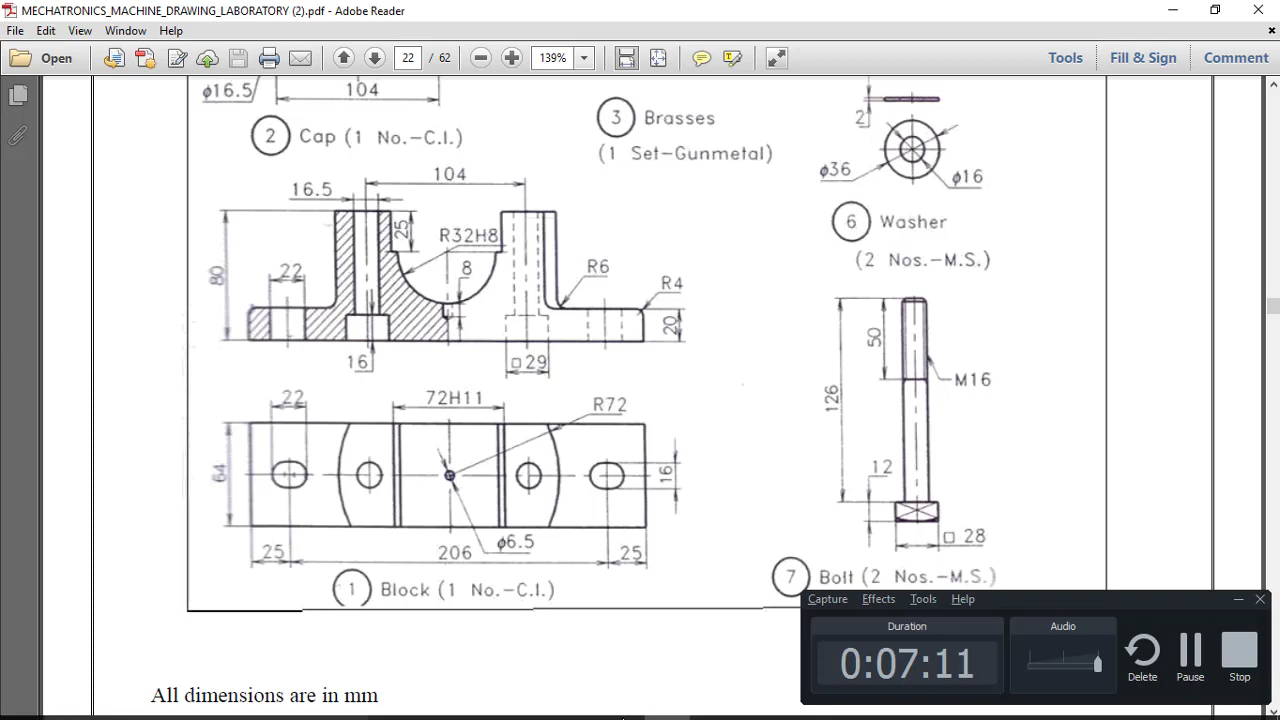 MECHATRONICS_MACHINE_DRAWING_LABORATORY (2).pdf - Adobe Reader
File Edit View Window Help
Open 22 / 62 139% Tools Fill & Sign Comment
ϕ16.5
104
2 Cap (1 No.-C.I.)
3 Brasses
(1 Set-Gunmetal)
2
ϕ36
ϕ16
6 Washer
(2 Nos.-M.S.)
104
16.5
25
R32H8
8
80
22
R6
R4
20
16
□ 29
22
72H11
R72
64
16
ϕ6.5
25
206
25
1 Block (1 No.-C.I.)
50
M16
126
12
□ 28
7 Bolt (2 Nos.-M.S.)
All dimensions are in mm
Capture Effects Tools Help
Duration
0:07:11
Audio
Delete
Pause
Stop